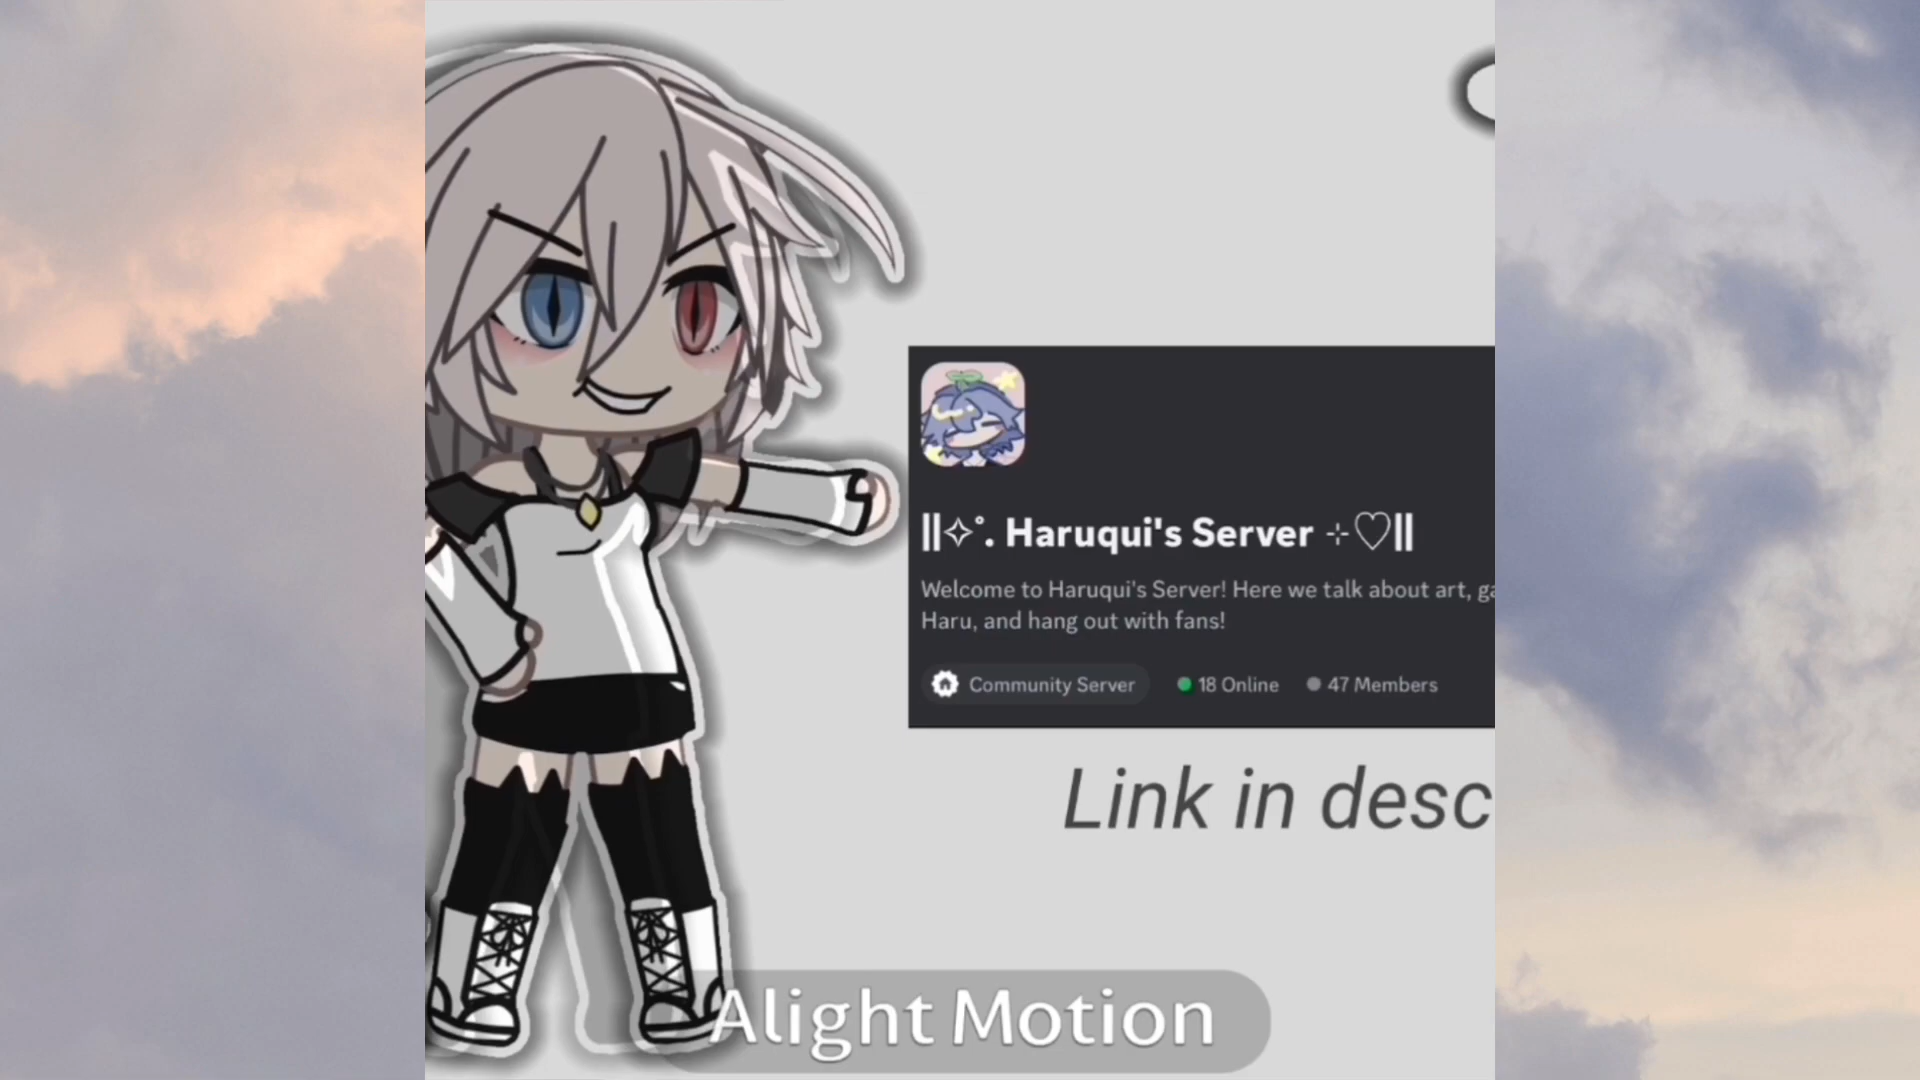 ||✧˚. Haruqui's Server ⊹♡||
Welcome to Haruqui's Server! Here we talk about art, ga
Haru, and hang out with fans!
Community Server
18 Online
47 Members
Link in desc
Alight Motion